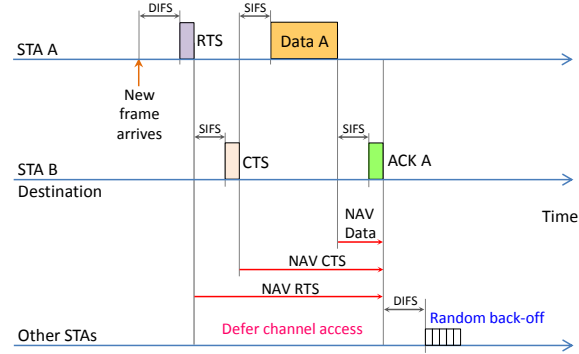 DIFS
SIFS
RTS
Data A
STA A
New
frame
arrives
SIFS
SIFS
CTS
ACK A
STA B
Destination
Time
NAV
Data
NAV CTS
NAV RTS
DIFS
Random back-off
Defer channel access
Other STAs